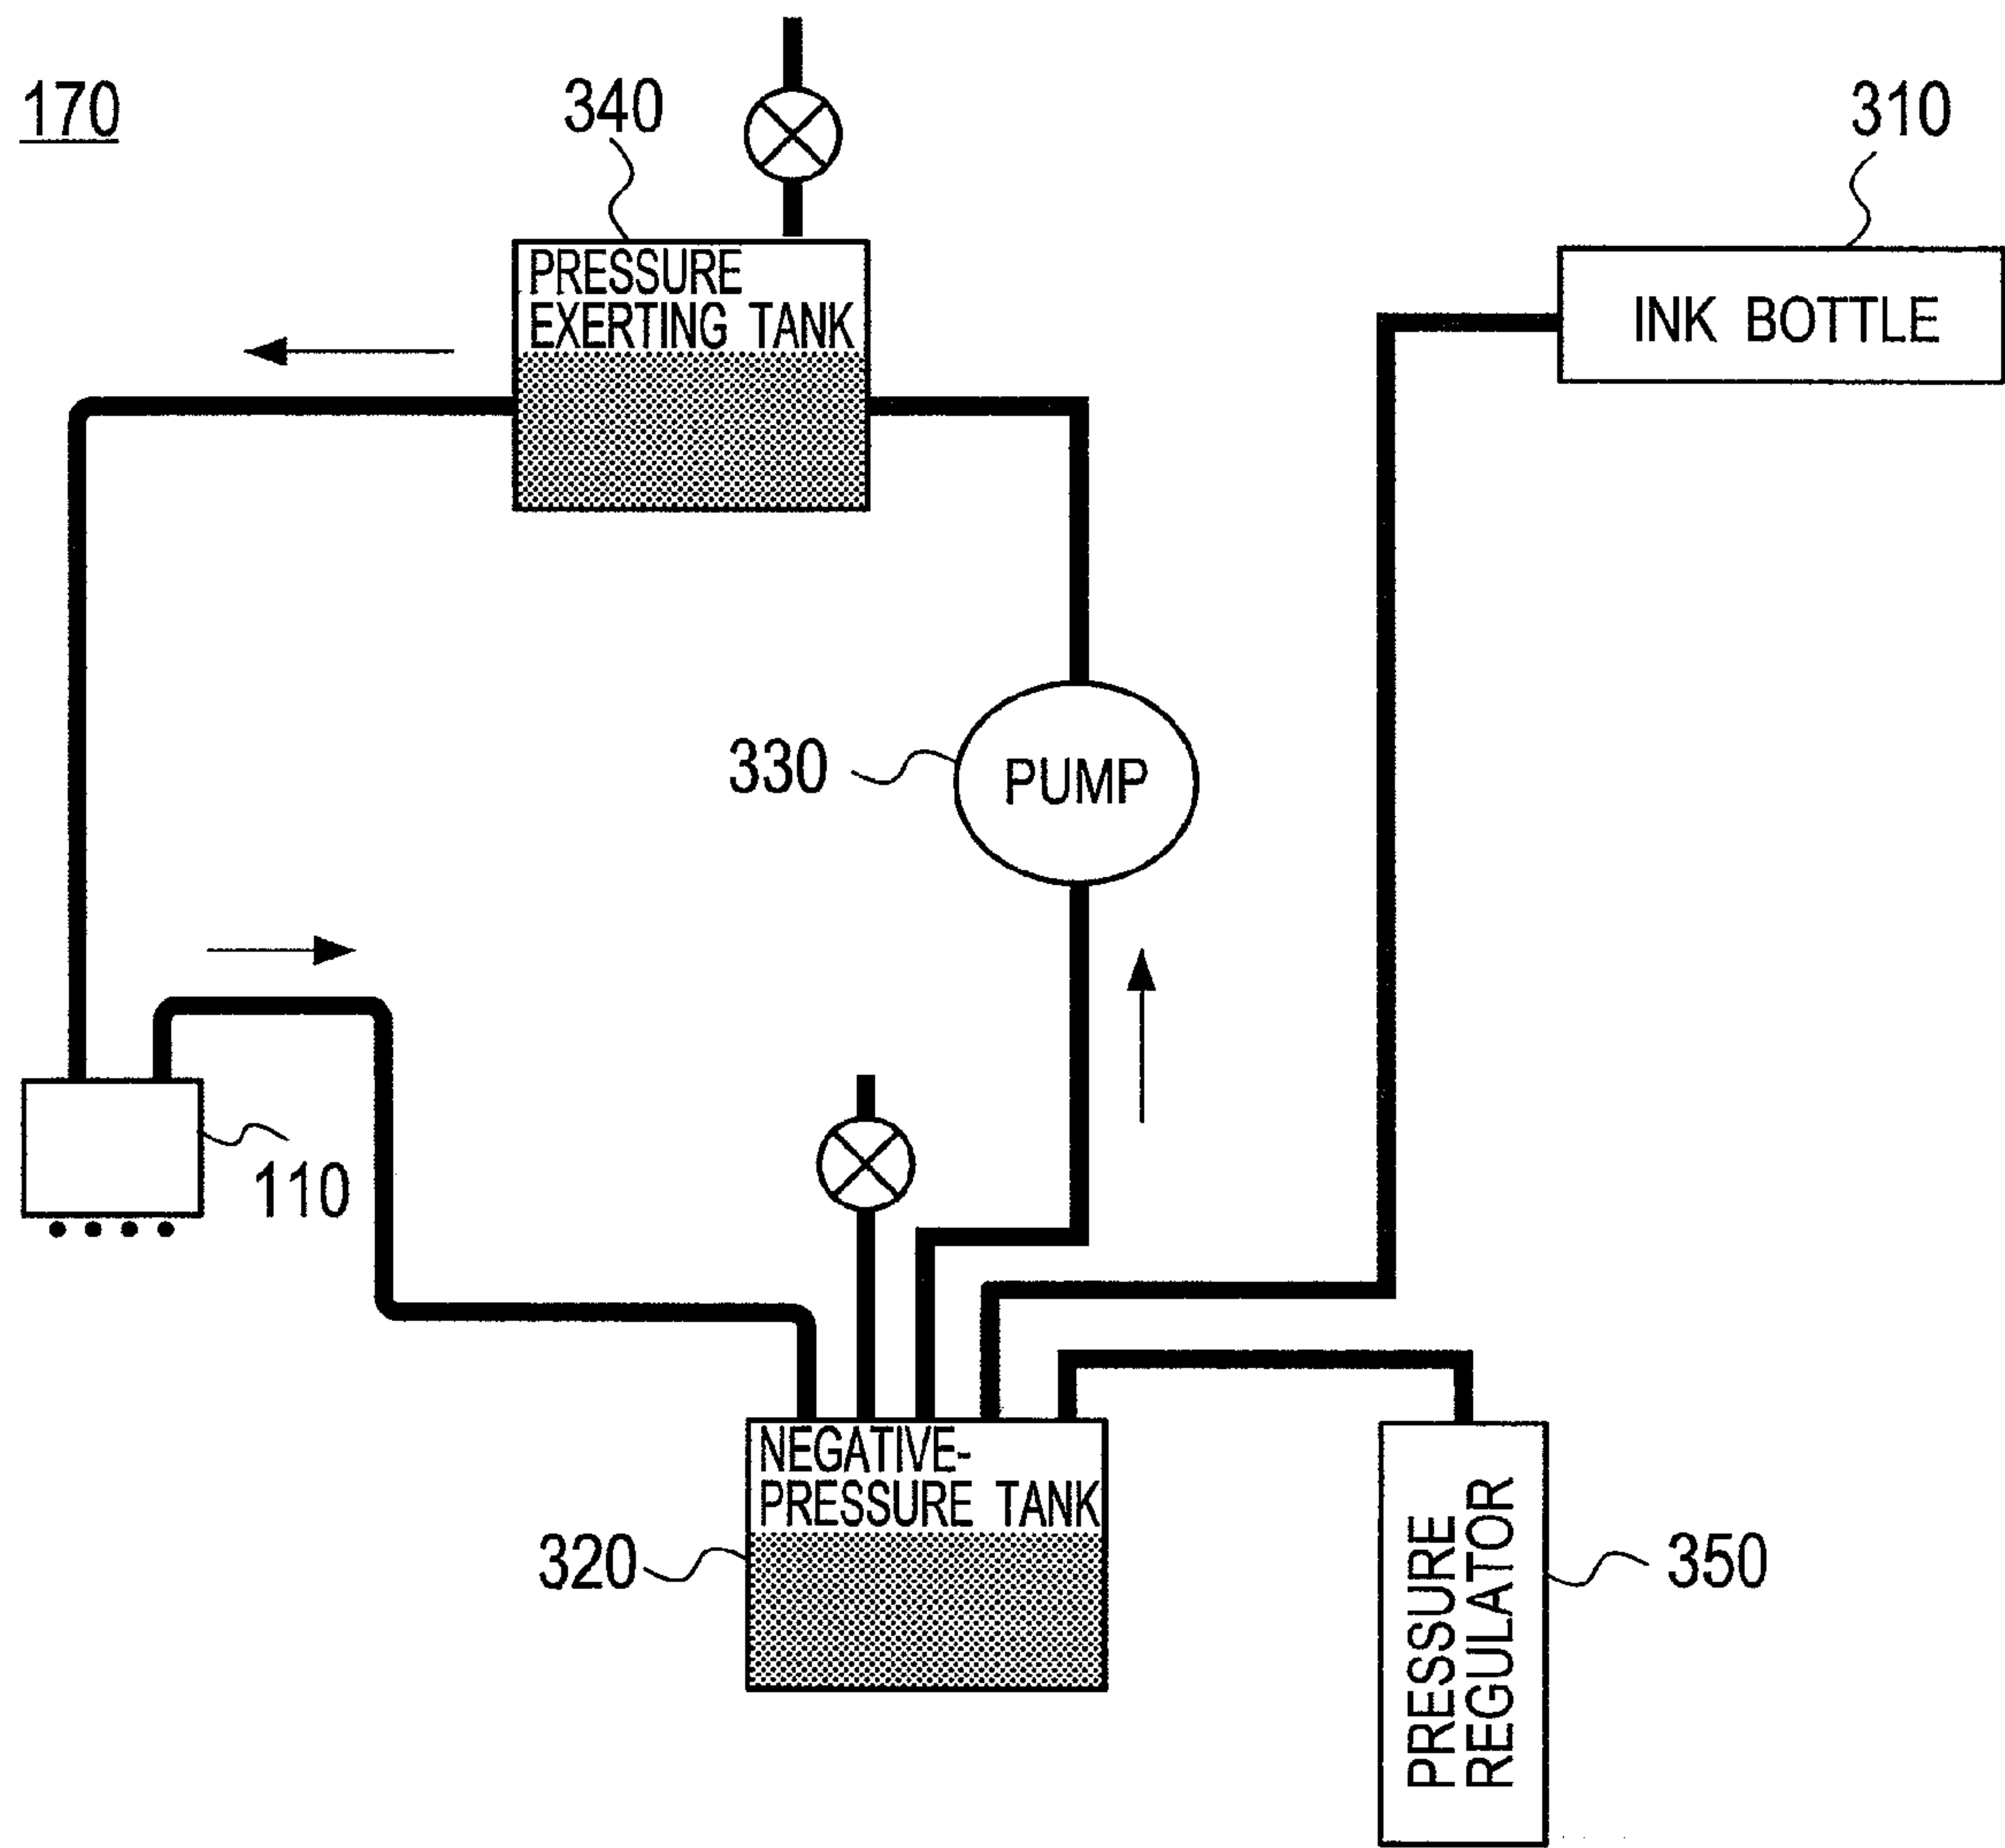 170
340
310
PRESSURE
EXERTING TANK
INK BOTTLE
330
PUMP
110
NEGATIVE-
PRESSURE TANK
320
PRESSURE
REGULATOR
350